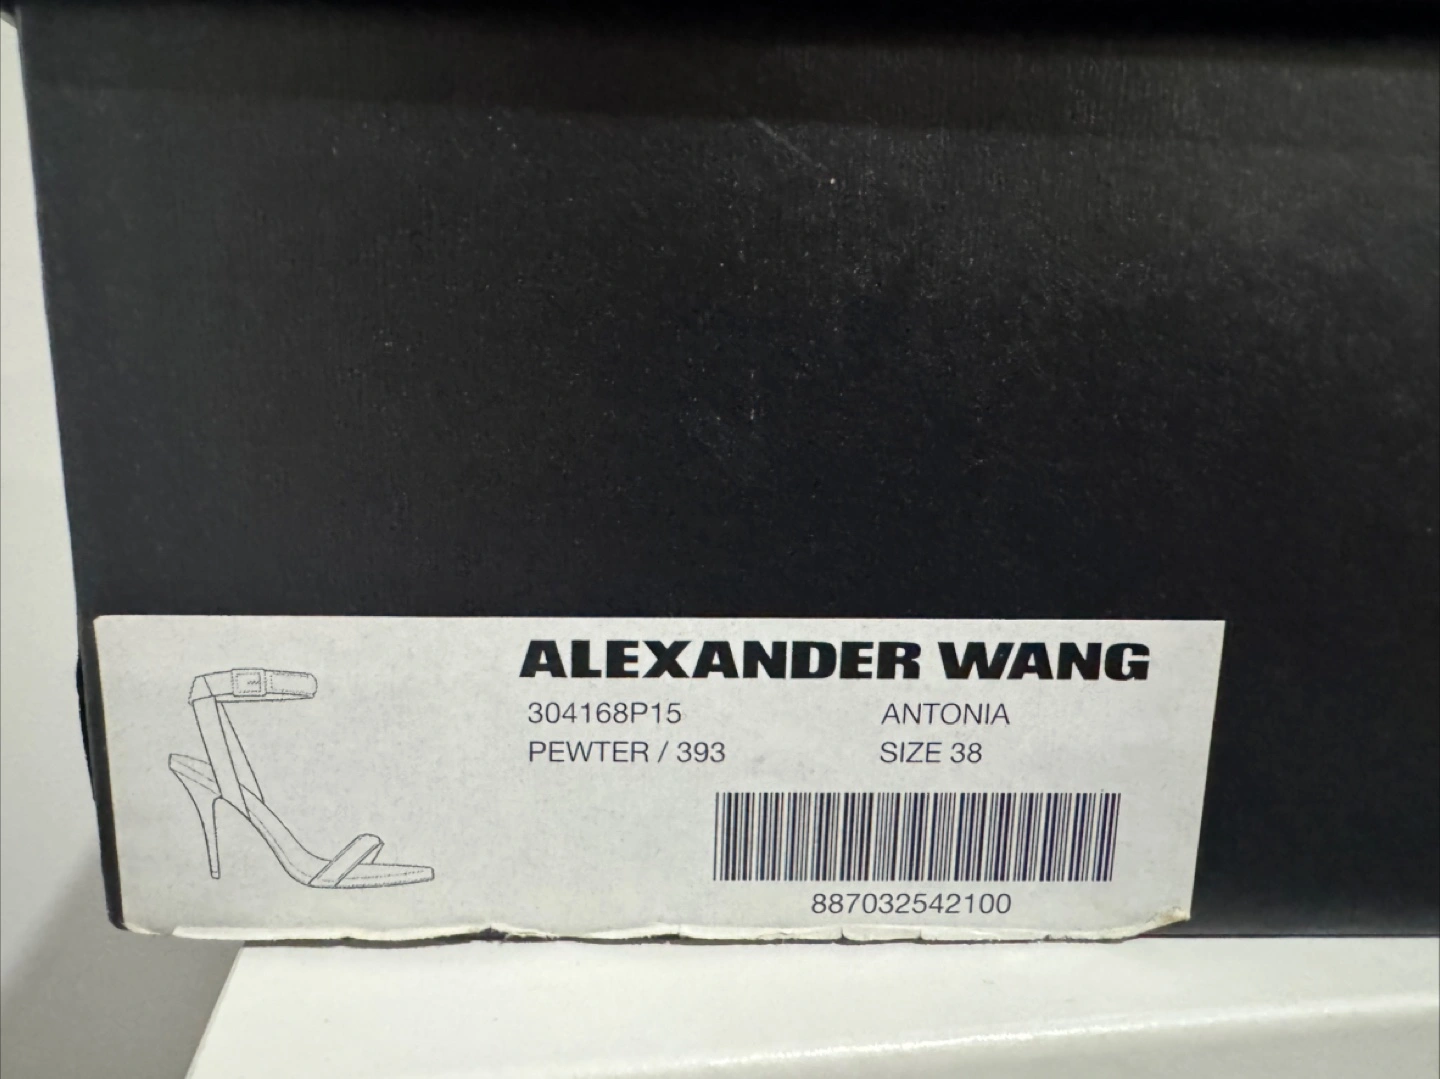 ALEXANDER WANG
304168P15 ANTONIA
PEWTER / 393 SIZE 38
887032542100